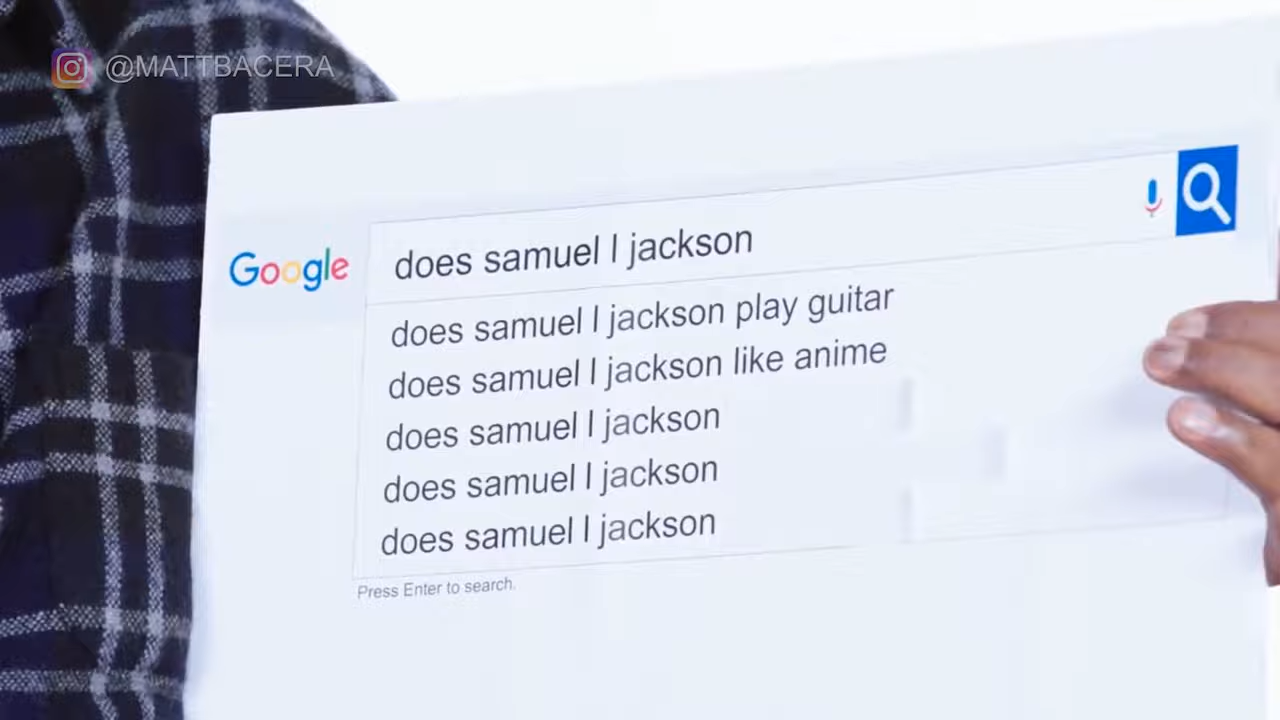 @MATTBACERA
Google
does samuel l jackson
does samuel l jackson play guitar
does samuel l jackson like anime
does samuel l jackson
does samuel l jackson
does samuel l jackson
Press Enter to search.